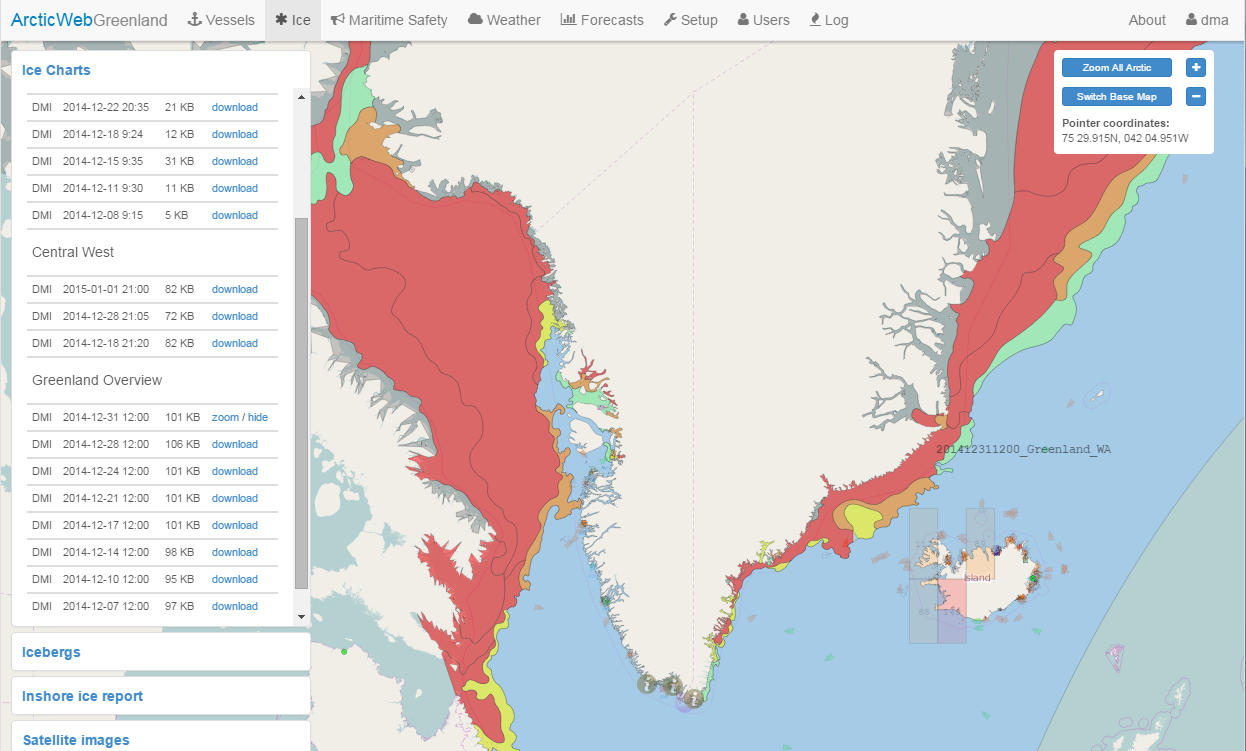 ArcticWebGreenland Vessels Ice Maritime Safety Weather Forecasts Setup Users Log About dma
Ice Charts
DMI 2014-12-22 20:35 21 KB download
DMI 2014-12-18 9:24 12 KB download
DMI 2014-12-15 9:35 31 KB download
DMI 2014-12-11 9:30 11 KB download
DMI 2014-12-08 9:15 5 KB download
Central West
DMI 2015-01-01 21:00 82 KB download
DMI 2014-12-28 21:05 72 KB download
DMI 2014-12-18 21:20 82 KB download
Greenland Overview
DMI 2014-12-31 12:00 101 KB zoom / hide
DMI 2014-12-28 12:00 106 KB download
DMI 2014-12-24 12:00 101 KB download
DMI 2014-12-21 12:00 101 KB download
DMI 2014-12-17 12:00 101 KB download
DMI 2014-12-14 12:00 98 KB download
DMI 2014-12-10 12:00 95 KB download
DMI 2014-12-07 12:00 97 KB download
Icebergs
Inshore ice report
Satellite images
Zoom All Arctic +
Switch Base Map −
Pointer coordinates:
75 29.915N, 042 04.951W
201412311200_Greenland_WA
Island